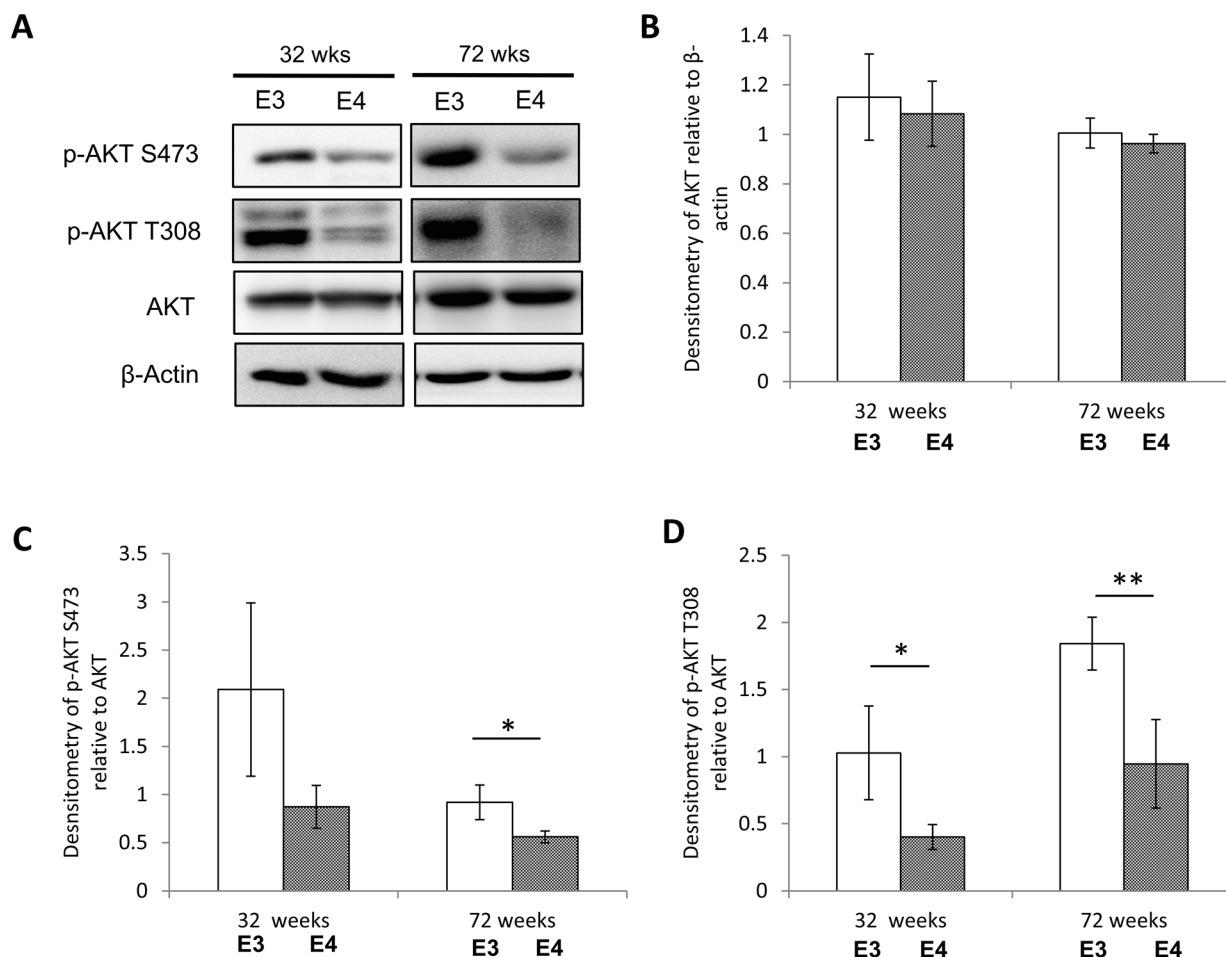 A
32 wks
72 wks
E3 E4 E3 E4
p-AKT S473
p-AKT T308
AKT
β-Actin
B
Desnsitometry of AKT relative to β-
actin
1.4
1.2
1
0.8
0.6
0.4
0.2
0
32 weeks
72 weeks
E3 E4 E3 E4
C
Desnsitometry of p-AKT S473
relative to AKT
3.5
3
2.5
2
1.5
1
0.5
0
*
32 weeks
72 weeks
E3 E4 E3 E4
D
Desnsitometry of p-AKT T308
relative to AKT
2.5
2
1.5
1
0.5
0
*
**
32 weeks
72 weeks
E3 E4 E3 E4